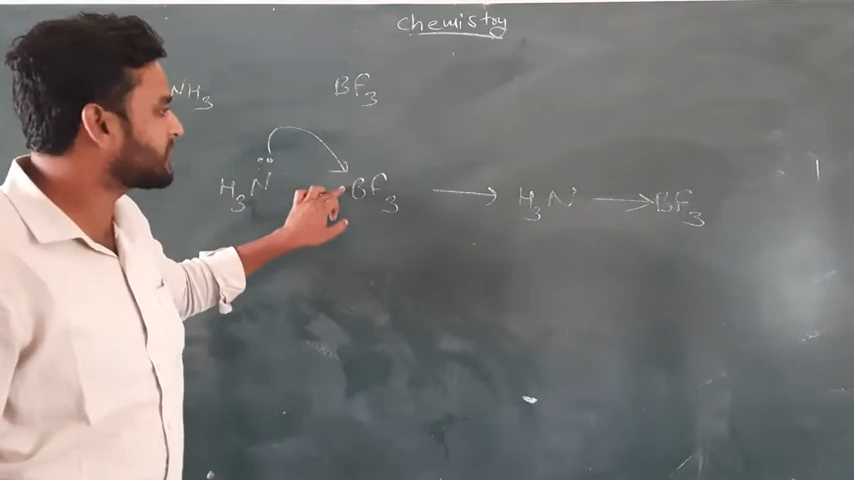 chemistry
NH3 BF3
H3N: BF3 → H3N → BF3